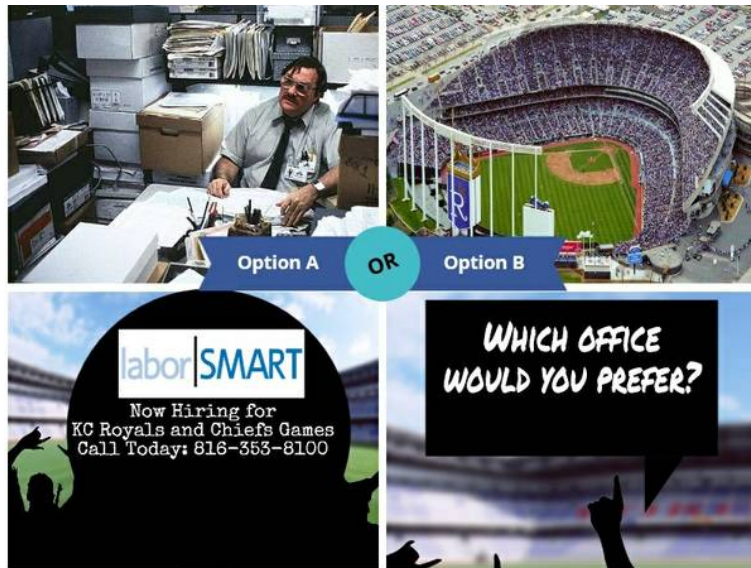 Option A
OR
Option B
labor|SMART
Now Hiring for
KC Royals and Chiefs Games
Call Today: 816-353-8100
WHICH OFFICE
WOULD YOU PREFER?
R